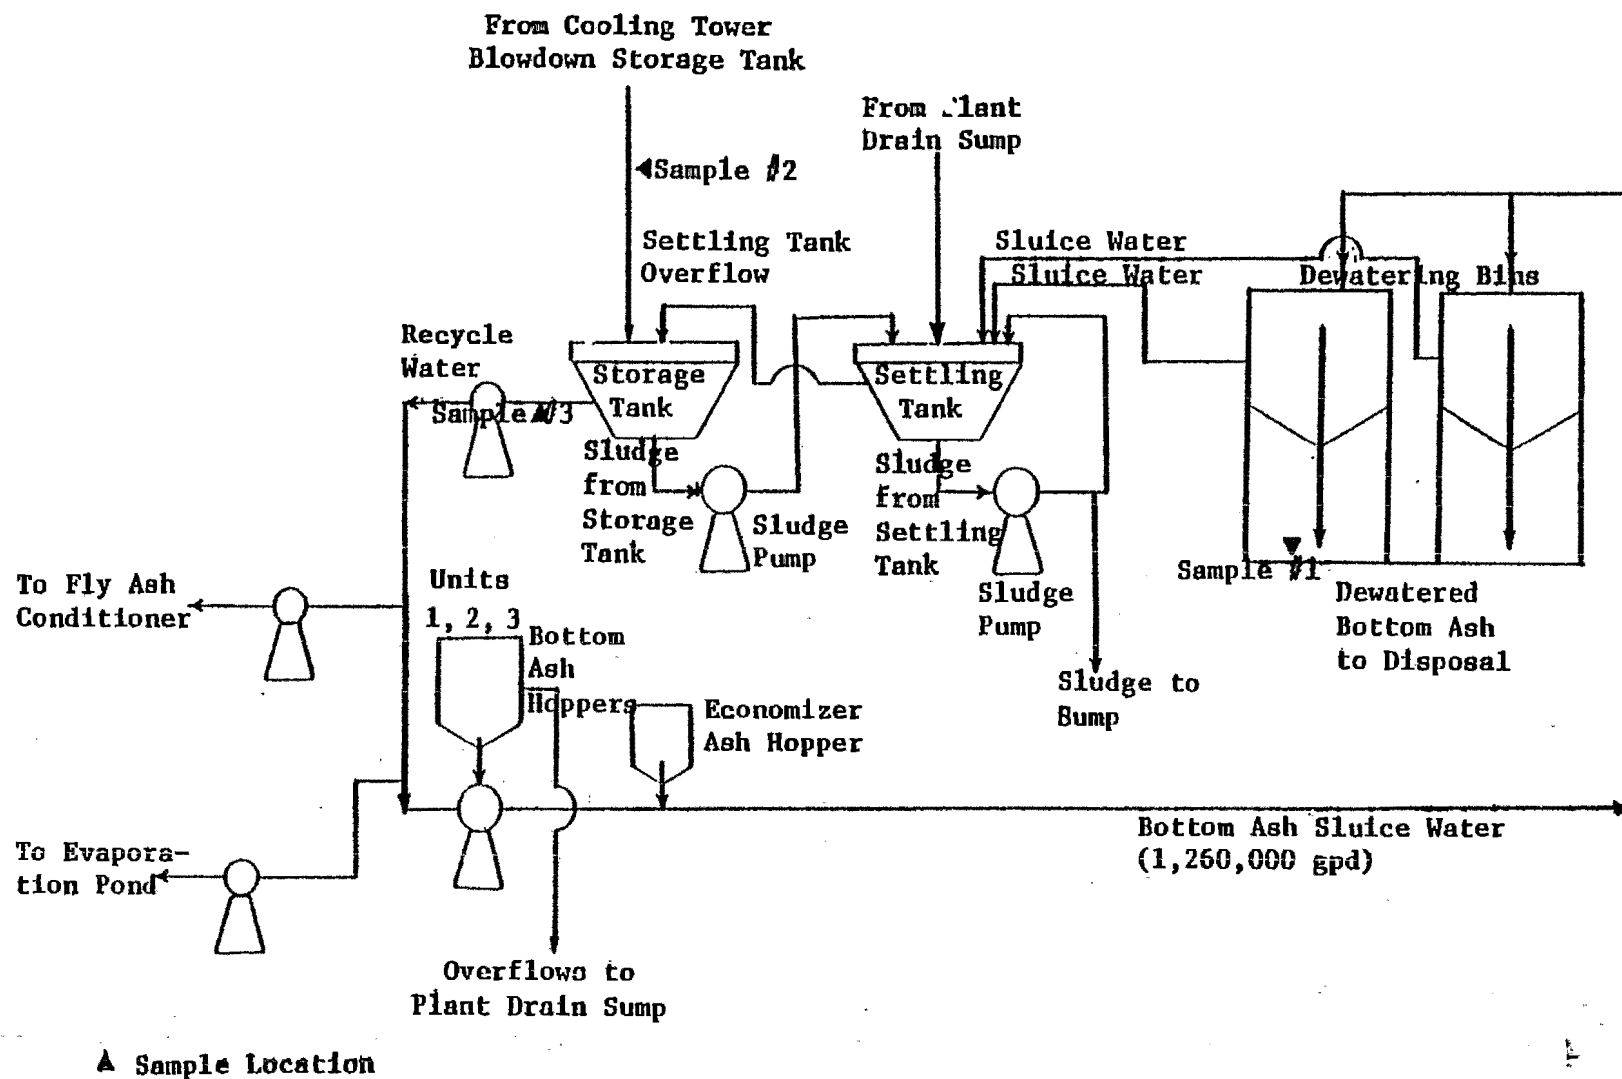 From Cooling Tower
Blowdown Storage Tank
From Plant
Drain Sump
Sample #2
Settling Tank
Overflow
Sluice Water
Sluice Water
Dewatering Bins
Recycle
Water
Sample #3
Storage
Tank
Settling
Tank
Sludge
from
Storage
Tank
Sludge
Pump
Sludge
from
Settling
Tank
Sludge
Pump
Sample #1
Dewatered
Bottom Ash
to Disposal
To Fly Ash
Conditioner
Units
1, 2, 3
Bottom
Ash
Hoppers
Sludge to
Economizer
Ash Hopper
Bottom Ash Sluice Water
(1,260,000 gpd)
To Evapora-
tion Pond
Overflows to
Plant Drain Sump
Sample Location